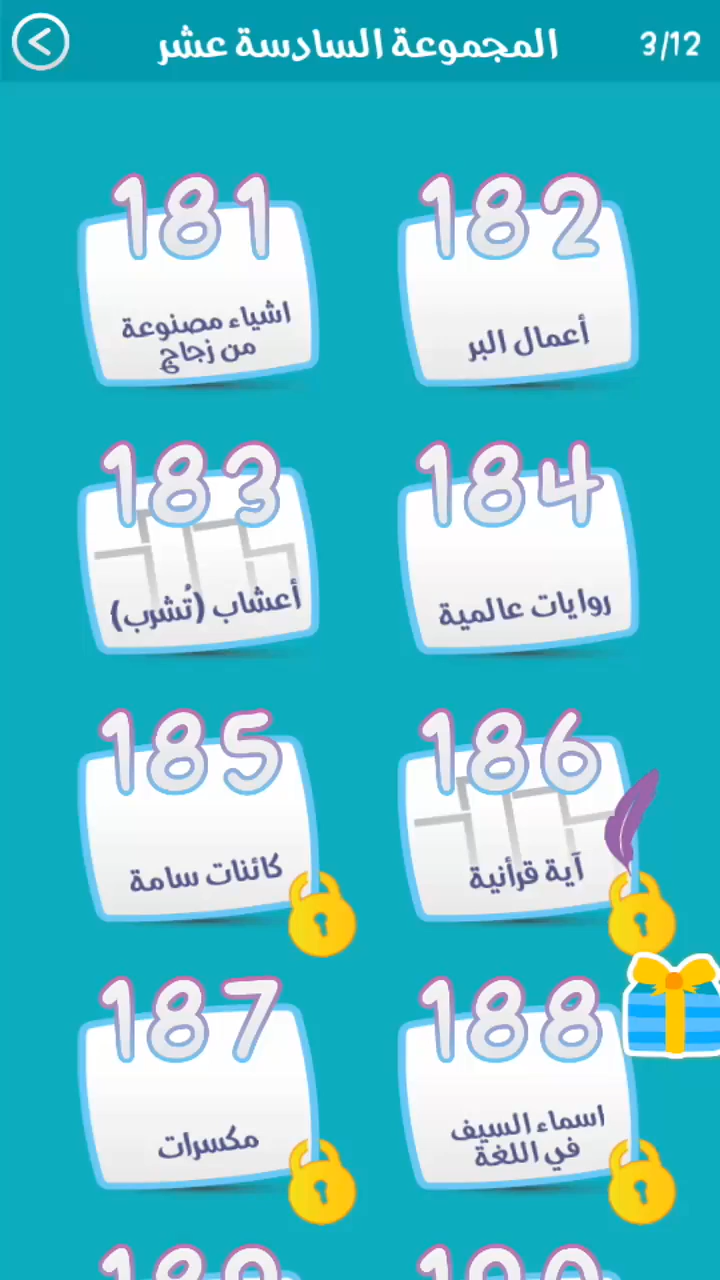 المجموعة السادسة عشر
3/12
181
اشياء مصنوعة
من زجاج
182
أعمال البر
183
أعشاب (تُشرب)
184
روايات عالمية
185
كائنات سامة
186
آية قرأنية
187
مكسرات
188
اسماء السيف
في اللغة